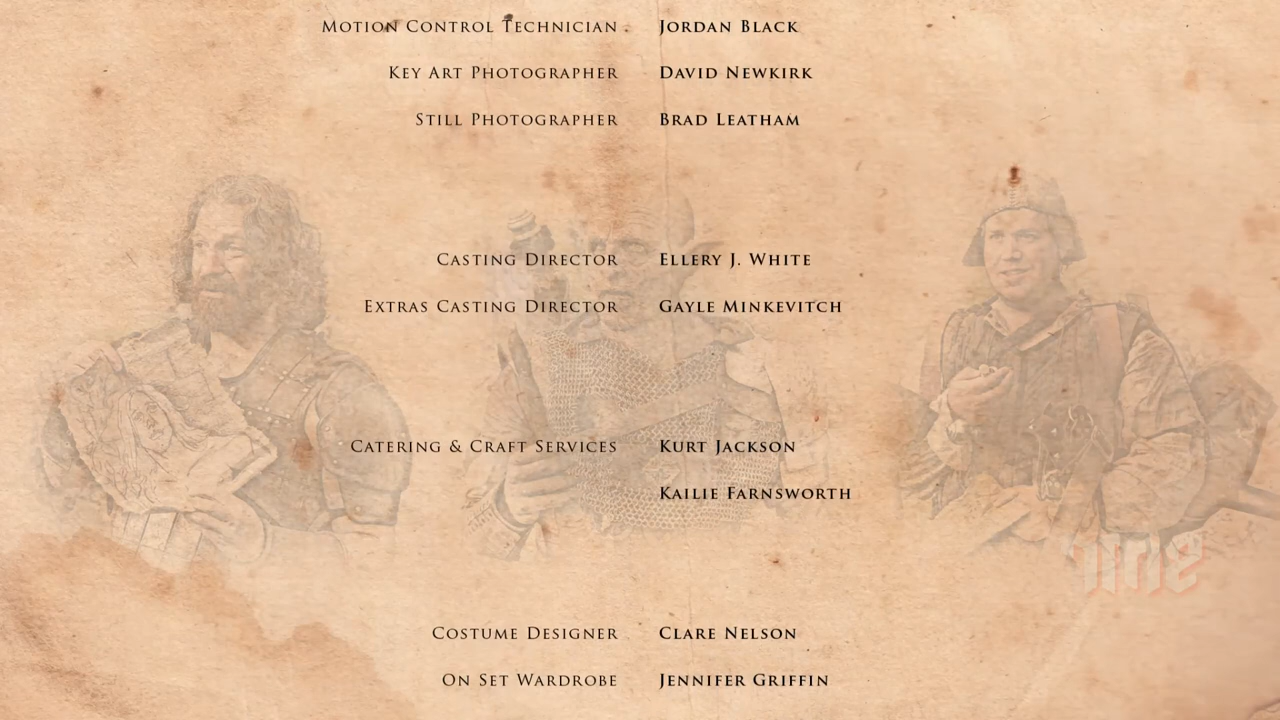 MOTION CONTROL TECHNICIAN JORDAN BLACK
KEY ART PHOTOGRAPHER DAVID NEWKIRK
STILL PHOTOGRAPHER BRAD LEATHAM
CASTING DIRECTOR ELLERY J. WHITE
EXTRAS CASTING DIRECTOR GAYLE MINKEVITCH
CATERING & CRAFT SERVICES KURT JACKSON
KAILIE FARNSWORTH
COSTUME DESIGNER CLARE NELSON
ON SET WARDROBE JENNIFER GRIFFIN